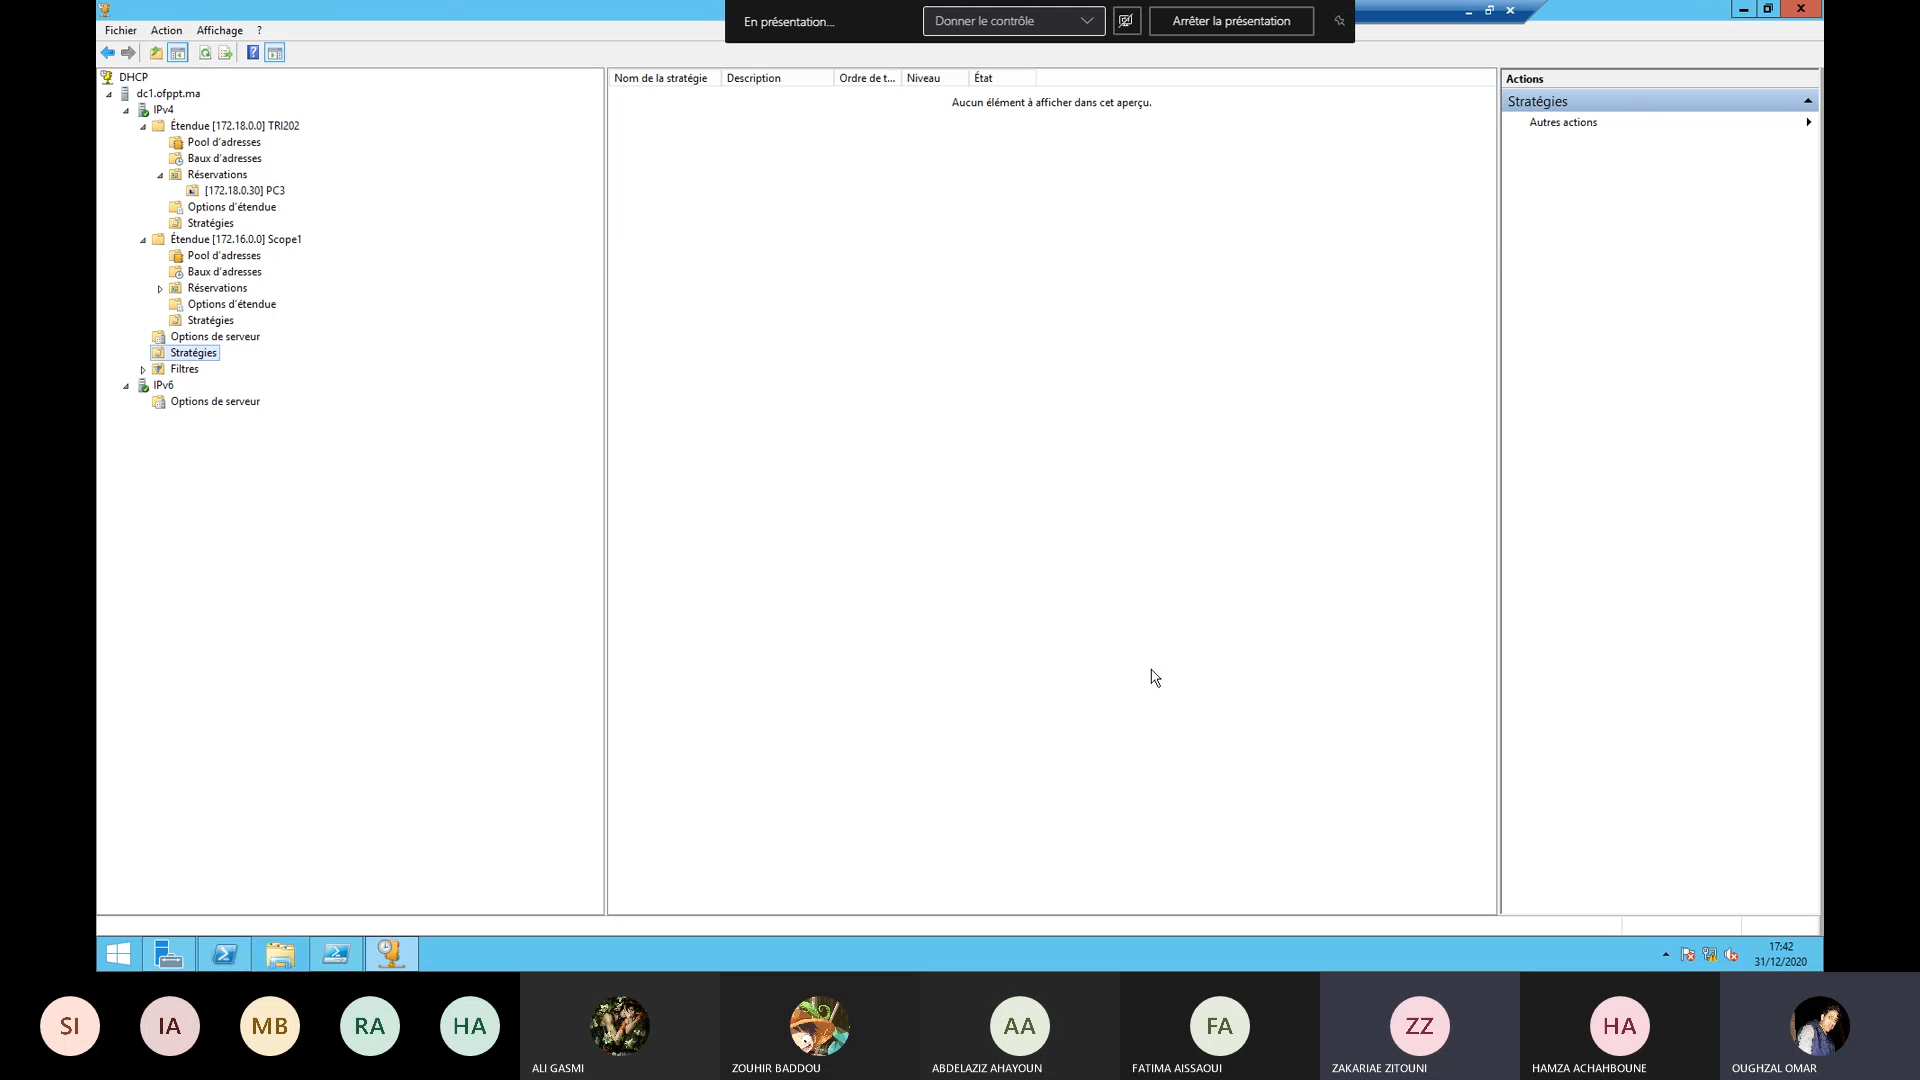 En présentation...
Donner le contrôle
Arrêter la présentation
Fichier
Action
Affichage
?
DHCP
dc1.ofppt.ma
IPv4
Étendue [172.18.0.0] TRI202
Pool d'adresses
Baux d'adresses
Réservations
[172.18.0.30] PC3
Options d'étendue
Stratégies
Étendue [172.16.0.0] Scope1
Pool d'adresses
Baux d'adresses
Réservations
Options d'étendue
Stratégies
Options de serveur
Stratégies
Filtres
IPv6
Options de serveur
Nom de la stratégie
Description
Ordre de t...
Niveau
État
Aucun élément à afficher dans cet aperçu.
Actions
Stratégies
Autres actions
17:42
31/12/2020
SI
IA
MB
RA
HA
ALI GASMI
ZOUHIR BADDOU
AA
ABDELAZIZ AHAYOUN
FA
FATIMA AISSAOUI
ZZ
ZAKARIAE ZITOUNI
HA
HAMZA ACHAHBOUNE
OUGHZAL OMAR